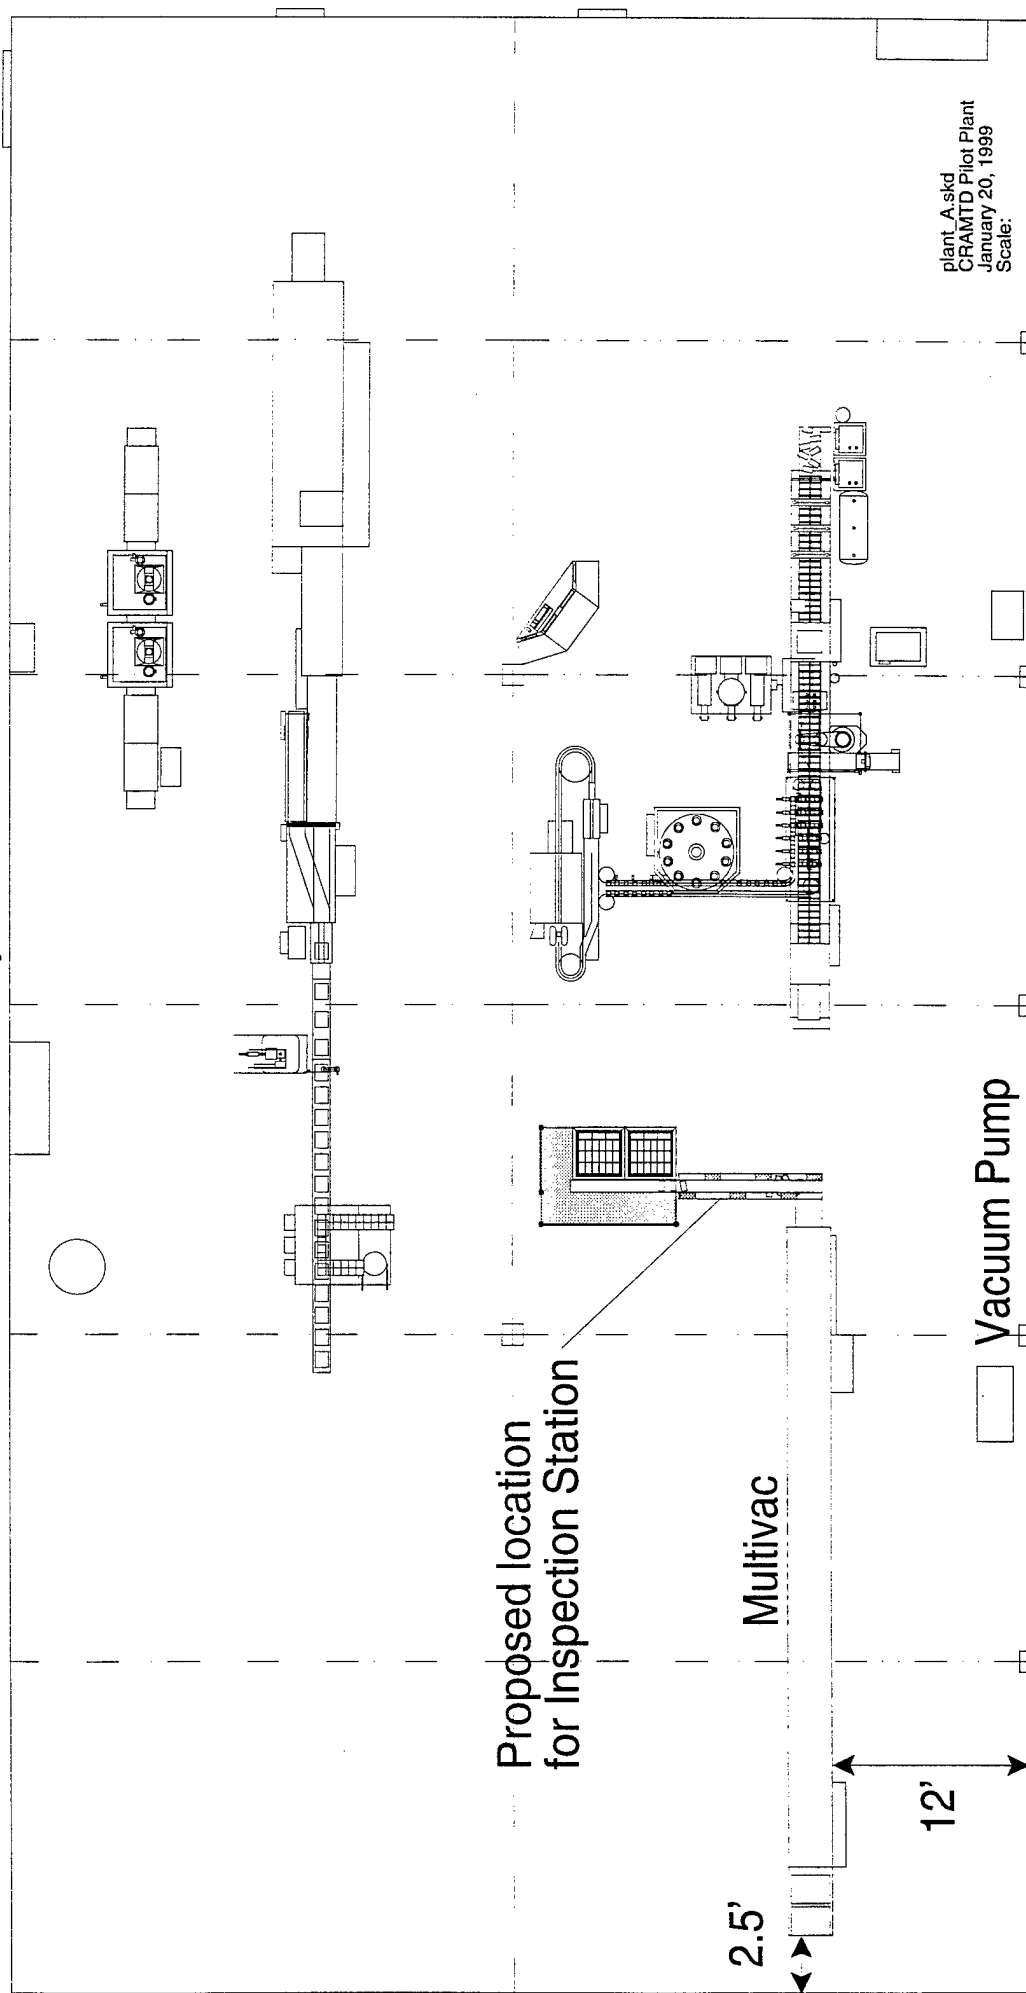 plant_A.skd
CRAMTD Pilot Plant
January 20, 1999
Scale:
Proposed location
for Inspection Station
Multivac
Vacuum Pump
2.5'
12'